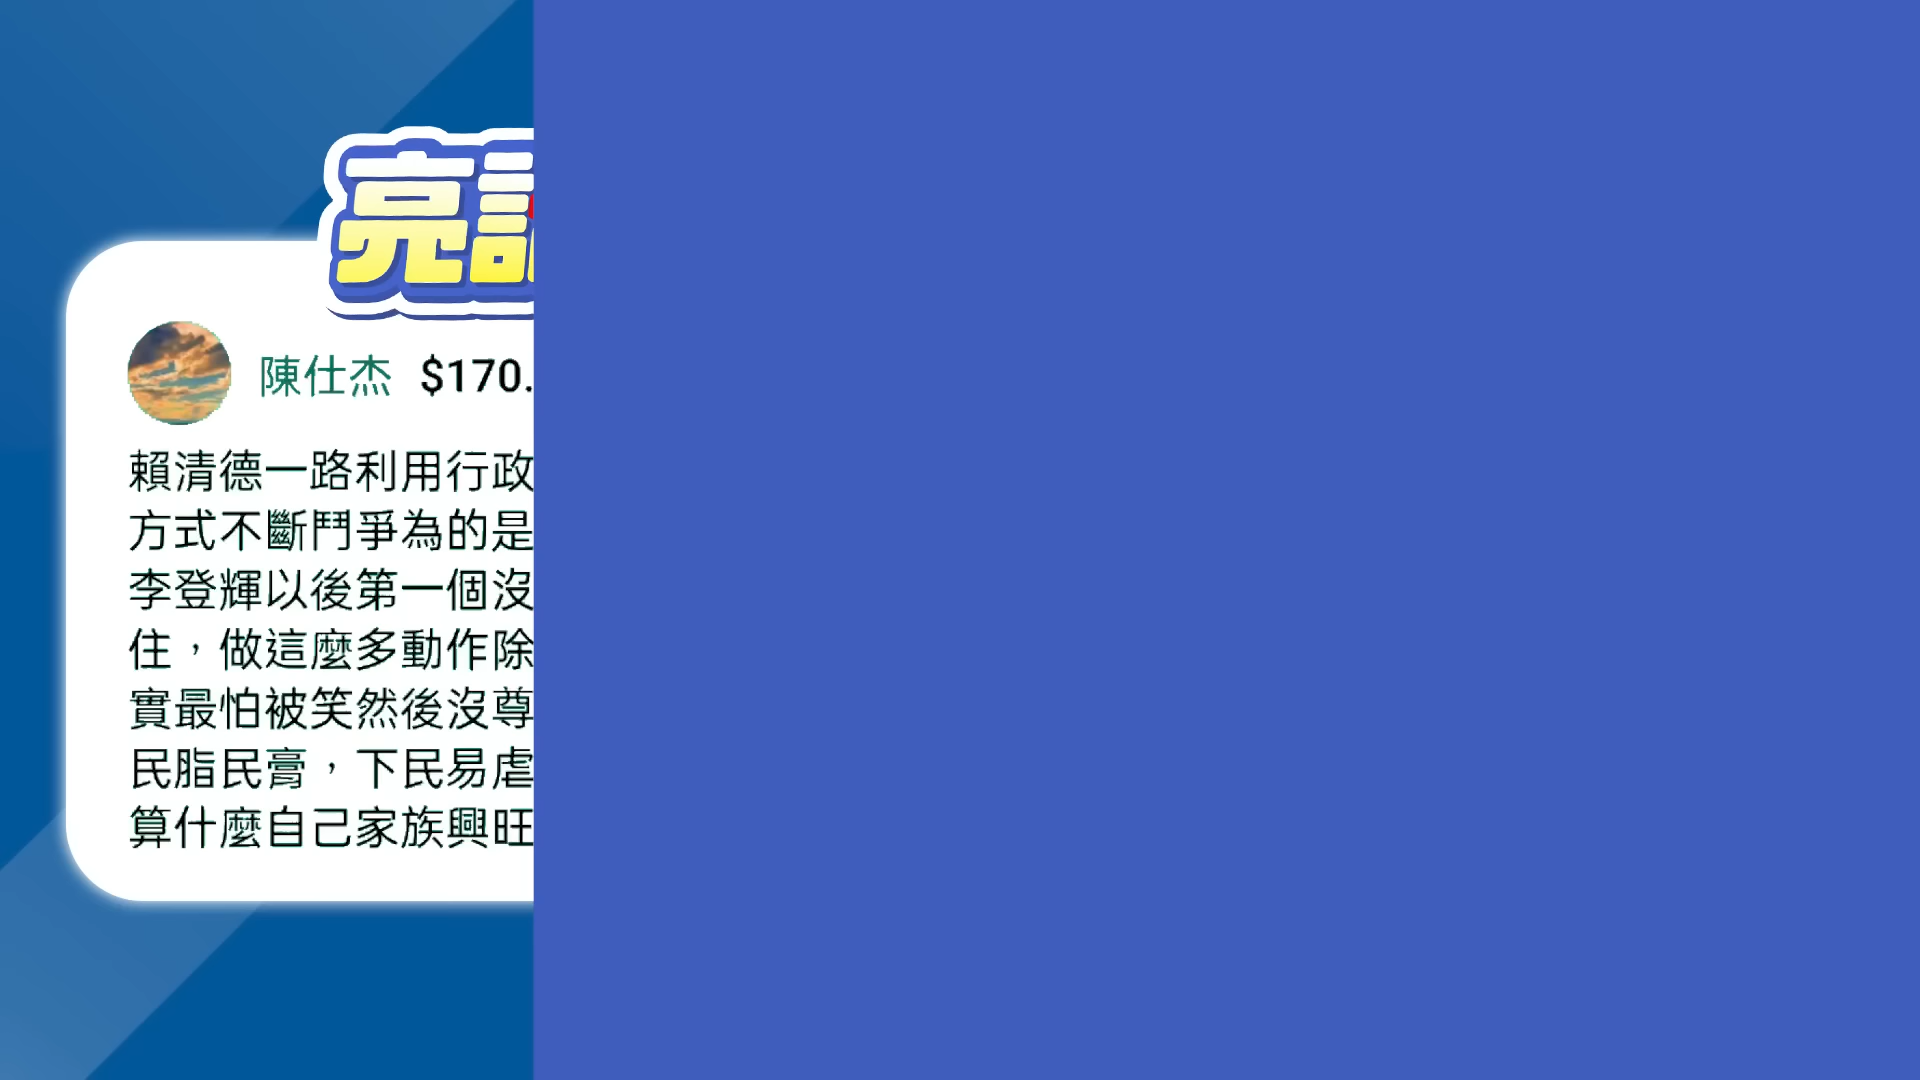 亮
陳仕杰 $170.
賴清德一路利用行政
方式不斷鬥爭為的是
李登輝以後第一個沒
住，做這麼多動作除
實最怕被笑然後沒尊
民脂民膏，下民易虐
算什麼自己家族興旺